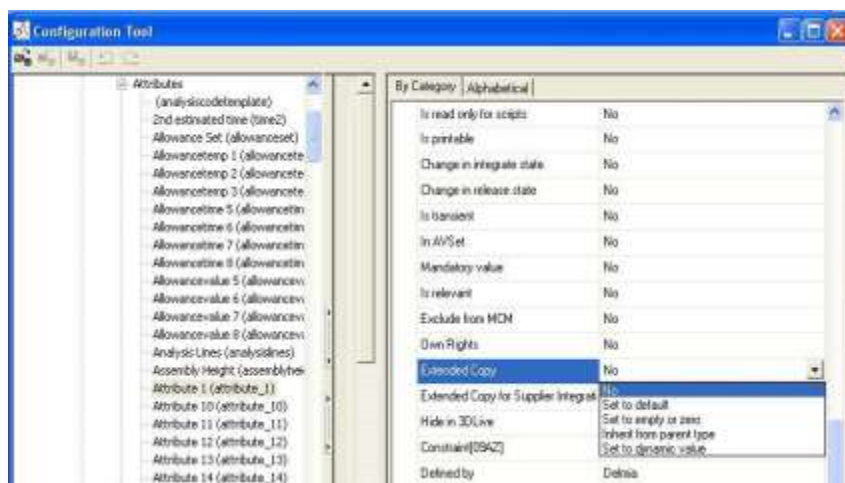 Configuration Tool
Attributes
(analysiscodetemplate)
2nd estimated time (time2)
Allowance Set (allowanceset)
Allowancetemp 1 (allowancete
Allowancetemp 2 (allowancete
Allowancetemp 3 (allowancete
Allowancetime 5 (allowancetim
Allowancetime 6 (allowancetim
Allowancetime 7 (allowancetim
Allowancetime 8 (allowancetim
Allowancevalue 5 (allowancev
Allowancevalue 6 (allowancev
Allowancevalue 7 (allowancev
Allowancevalue 8 (allowancev
Analysis Lines (analysislines)
Assembly Height (assemblyhei
Attribute 1 (attribute_1)
Attribute 10 (attribute_10)
Attribute 11 (attribute_11)
Attribute 12 (attribute_12)
Attribute 13 (attribute_13)
Attribute 14 (attribute_14)
By Category Alphabetical
Is read only for scripts No
Is printable No
Change in integrate state No
Change in release state No
Is transient No
In AVSet No
Mandatory value No
Is relevant No
Exclude from MCM No
Own Rights No
Extended Copy No
Extended Copy for Supplier Integrat
No
Set to default
Set to empty or zero
Inherit from parent type
Set to dynamic value
Hide in 3DLive
Constraint[09AZ]
Defined by Delmia